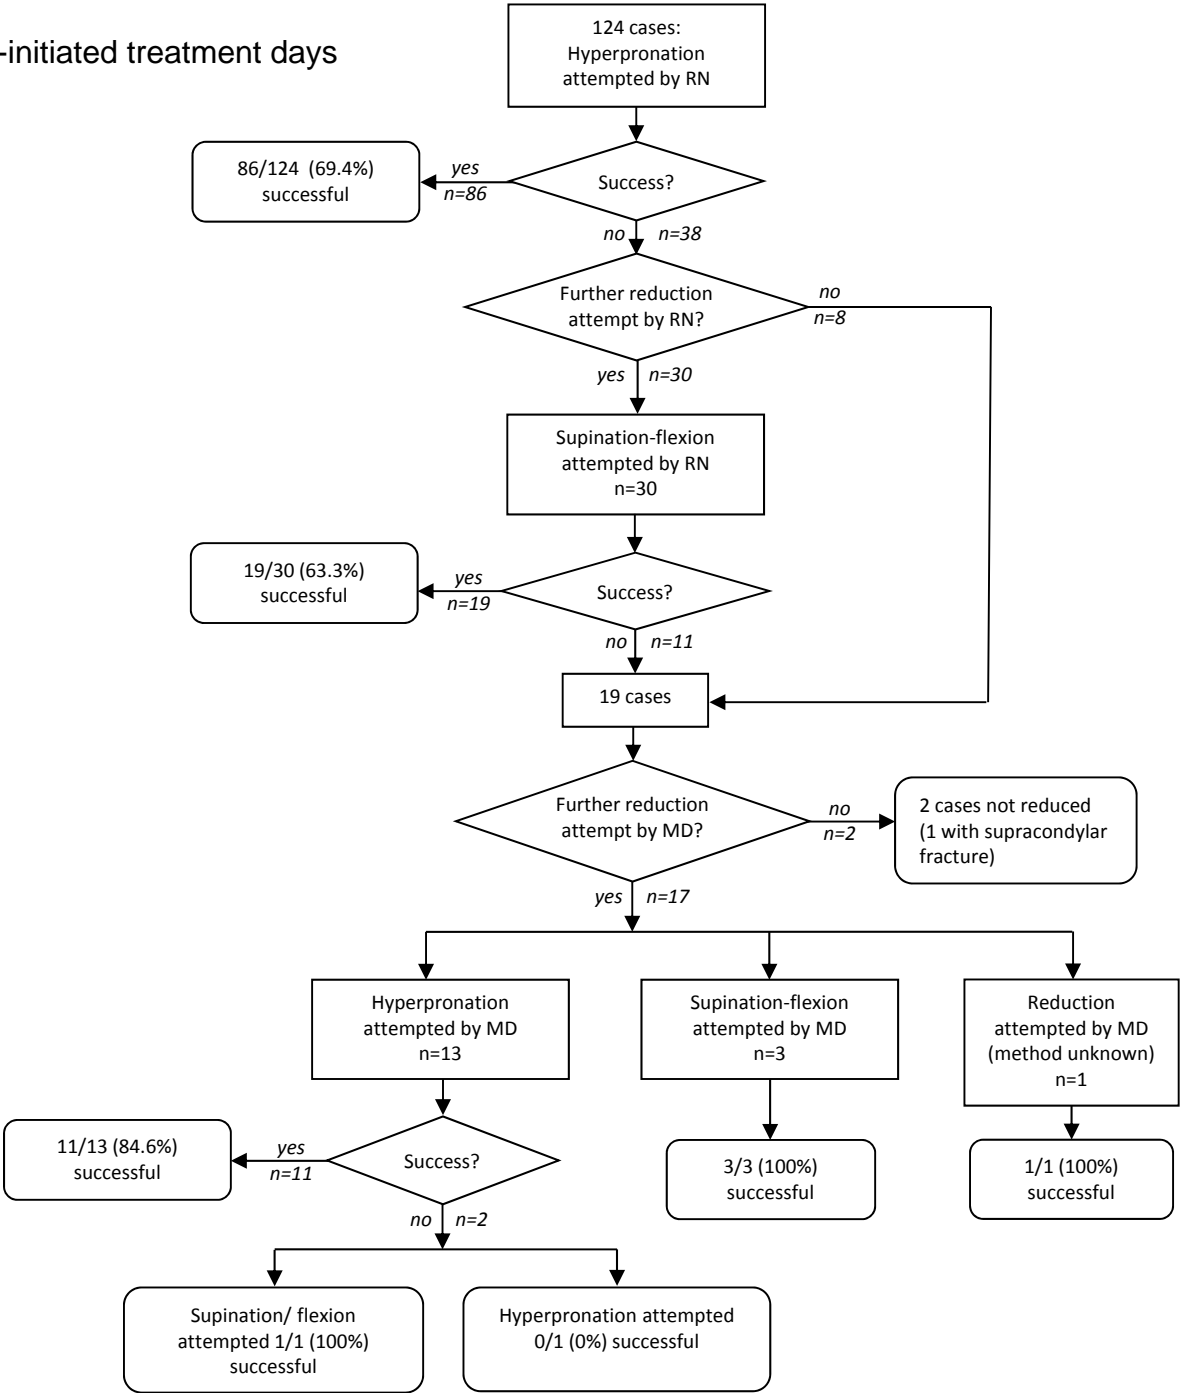 -initiated treatment days
124 cases:
Hyperpronation
attempted by RN
Success?
yes
n=86
86/124 (69.4%)
successful
no n=38
Further reduction
attempt by RN?
no
n=8
yes n=30
Supination-flexion
attempted by RN
n=30
Success?
yes
n=19
19/30 (63.3%)
successful
no n=11
19 cases
Further reduction
attempt by MD?
no
n=2
2 cases not reduced
(1 with supracondylar
fracture)
yes n=17
Hyperpronation
attempted by MD
n=13
Supination-flexion
attempted by MD
n=3
Reduction
attempted by MD
(method unknown)
n=1
Success?
yes
n=11
11/13 (84.6%)
successful
3/3 (100%)
successful
1/1 (100%)
successful
no n=2
Supination/ flexion
attempted 1/1 (100%)
successful
Hyperpronation attempted
0/1 (0%) successful